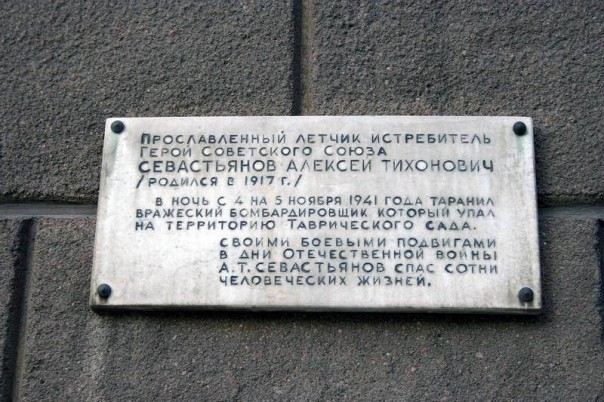 ПРОСЛАВЛЕННЫЙ ЛЕТЧИК ИСТРЕБИТЕЛЬ
ГЕРОЙ СОВЕТСКОГО СОЮЗА
СЕВАСТЬЯНОВ АЛЕКСЕЙ ТИХОНОВИЧ
/РОДИЛСЯ В 1917 Г./
В НОЧЬ С 4 НА 5 НОЯБРЯ 1941 ГОДА ТАРАНИЛ
ВРАЖЕСКИЙ БОМБАРДИРОВЩИК КОТОРЫЙ УПАЛ
НА ТЕРРИТОРИЮ ТАВРИЧЕСКОГО САДА.
СВОИМИ БОЕВЫМИ ПОДВИГАМИ
В ДНИ ОТЕЧЕСТВЕННОЙ ВОЙНЫ
А.Т. СЕВАСТЬЯНОВ СПАС СОТНИ
ЧЕЛОВЕЧЕСКИХ ЖИЗНЕЙ.